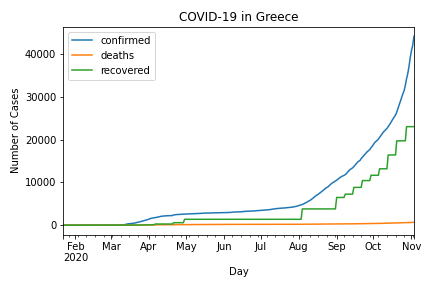 COVID-19 in Greece
confirmed
deaths
recovered
Number of Cases
40000
30000
20000
10000
0
Feb Mar Apr May Jun Jul Aug Sep Oct Nov
2020
Day